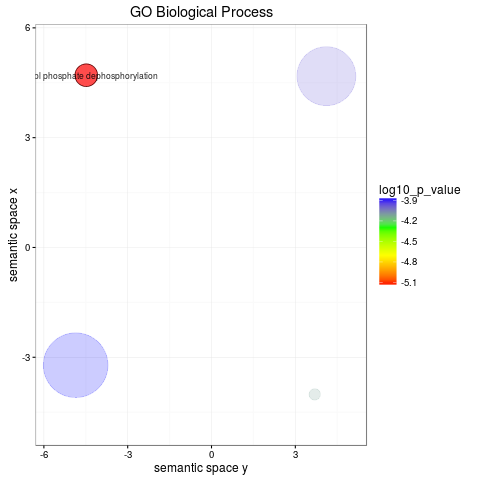 GO Biological Process
6
ol phosphate dephosphorylation
3
0
-3
semantic space x
-6
-3
0
3
semantic space y
log10_p_value
-3.9
-4.2
-4.5
-4.8
-5.1